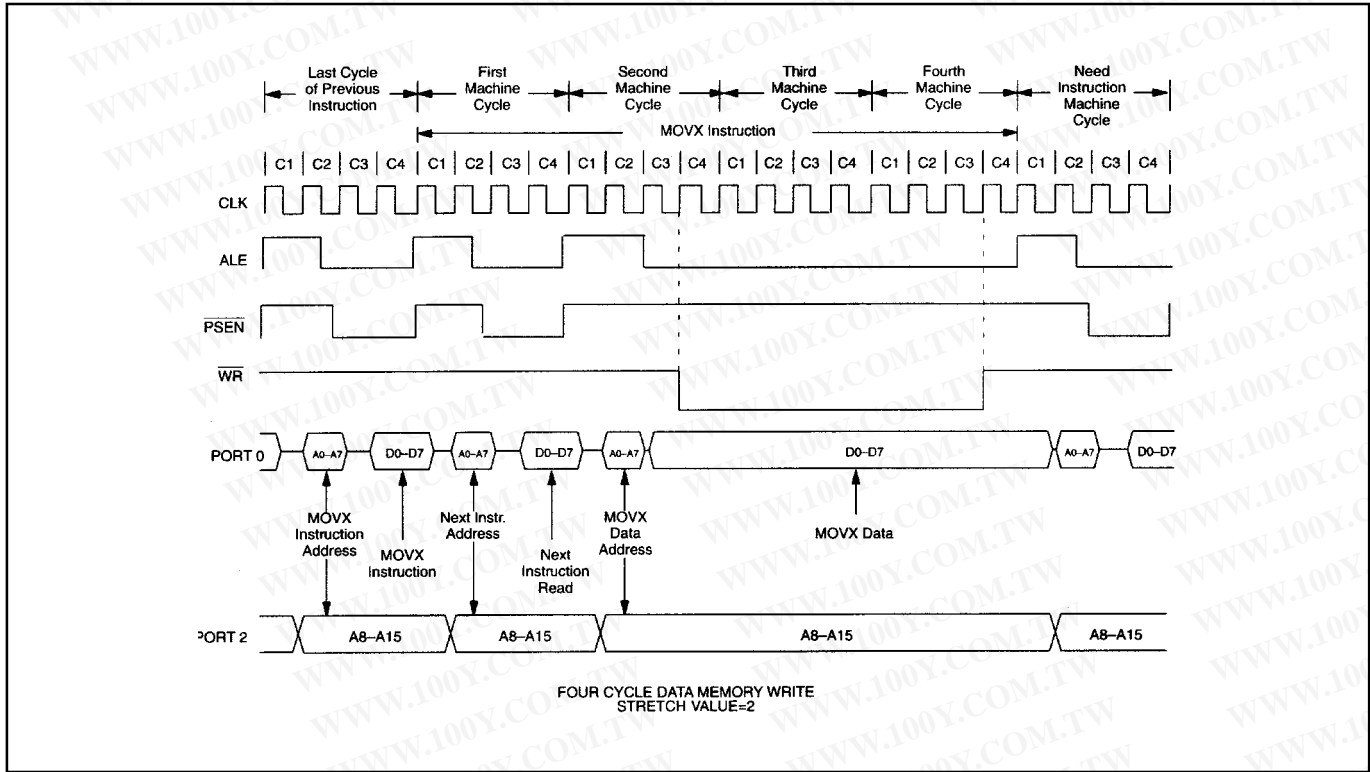 Last Cycle of Previous Instruction
First Machine Cycle
Second Machine Cycle
Third Machine Cycle
Fourth Machine Cycle
Need Instruction Machine Cycle
MOVX Instruction
C1 C2 C3 C4 C1 C2 C3 C4 C1 C2 C3 C4 C1 C2 C3 C4 C1 C2 C3 C4 C1 C2 C3 C4
CLK
ALE
PSEN
WR
PORT 0 A0–A7 D0–D7 A0–A7 D0–D7 A0–A7 D0–D7 A0–A7 D0–D7
MOVX Instruction Address
MOVX Instruction
Next Instr. Address
Next Instruction Read
MOVX Data Address
MOVX Data
PORT 2 A8–A15 A8–A15 A8–A15 A8–A15
FOUR CYCLE DATA MEMORY WRITE
STRETCH VALUE=2
WWW.100Y.COM.TW